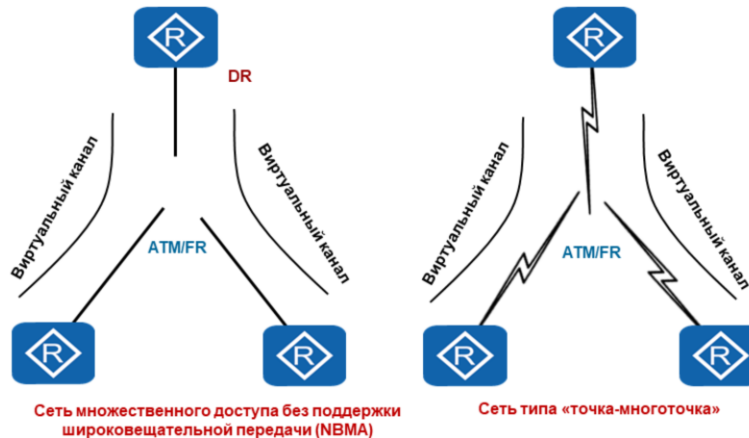 R
R
DR
Виртуальный канал
Виртуальный канал
Виртуальный канал
Виртуальный канал
ATM/FR
ATM/FR
R
R
R
R
Сеть множественного доступа без поддержки
широковещательной передачи (NBMA)
Сеть типа «точка-многоточка»